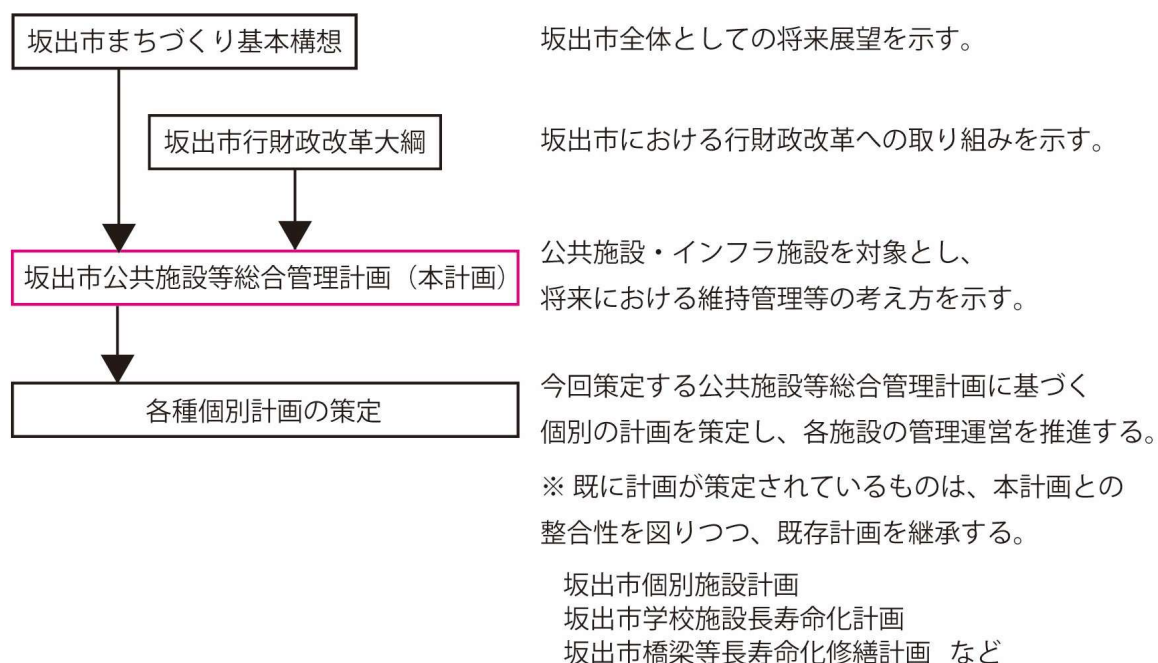 坂出市まちづくり基本構想
坂出市全体としての将来展望を示す。
坂出市行財政改革大綱
坂出市における行財政改革への取り組みを示す。
坂出市公共施設等総合管理計画（本計画）
公共施設・インフラ施設を対象とし、
将来における維持管理等の考え方を示す。
各種個別計画の策定
今回策定する公共施設等総合管理計画に基づく
個別の計画を策定し、各施設の管理運営を推進する。
※ 既に計画が策定されているものは、本計画との
整合性を図りつつ、既存計画を継承する。
坂出市個別施設計画
坂出市学校施設長寿命化計画
坂出市橋梁等長寿命化修繕計画 など